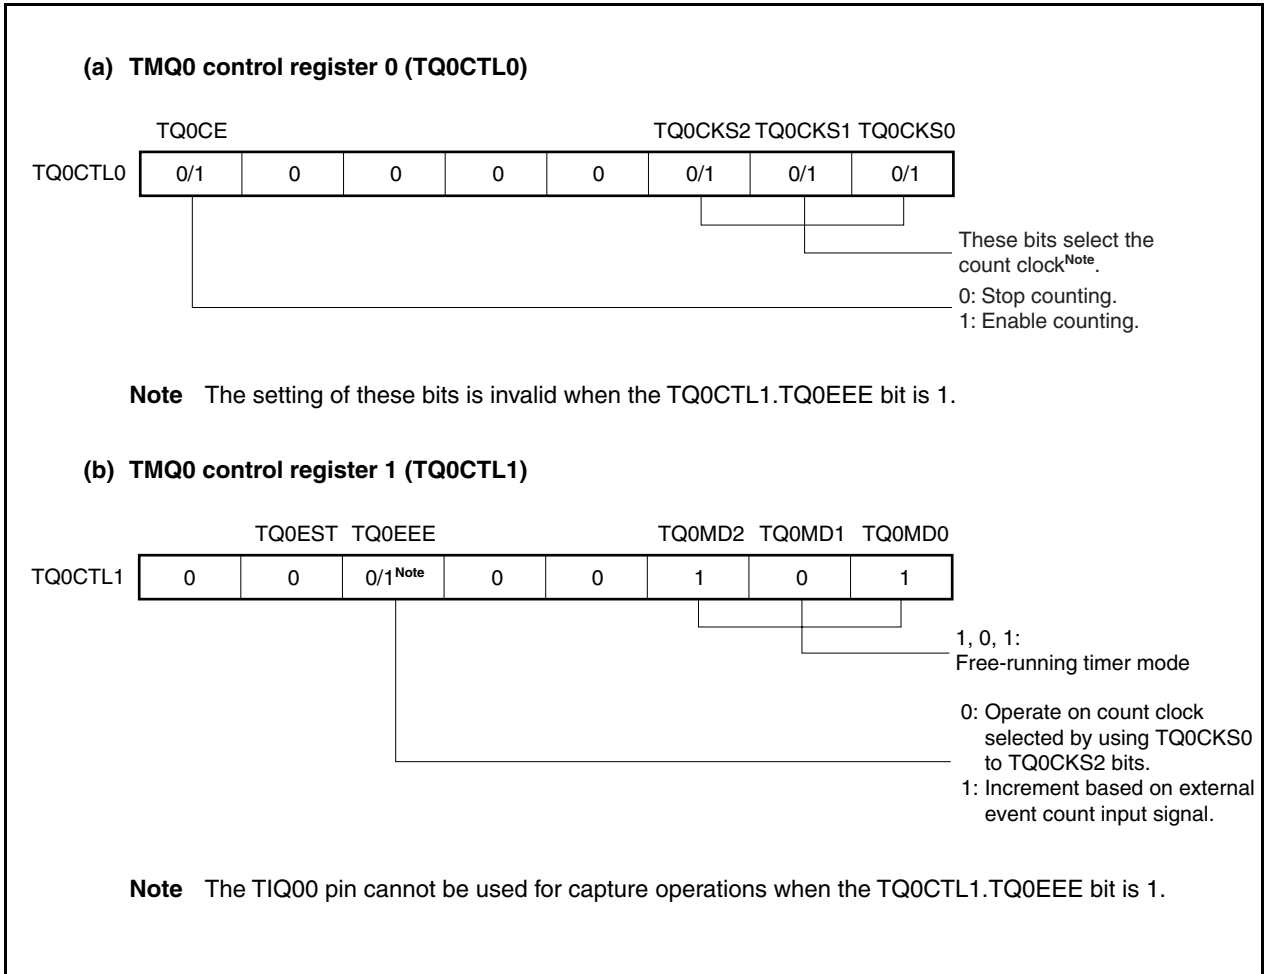 (a) TMQ0 control register 0 (TQ0CTL0)
TQ0CE TQ0CKS2 TQ0CKS1 TQ0CKS0
TQ0CTL0 0/1 0 0 0 0 0/1 0/1 0/1
These bits select the
count clockNote.
0: Stop counting.
1: Enable counting.
Note The setting of these bits is invalid when the TQ0CTL1.TQ0EEE bit is 1.
(b) TMQ0 control register 1 (TQ0CTL1)
TQ0EST TQ0EEE TQ0MD2 TQ0MD1 TQ0MD0
TQ0CTL1 0 0 0/1Note 0 0 1 0 1
1, 0, 1:
Free-running timer mode
0: Operate on count clock
selected by using TQ0CKS0
to TQ0CKS2 bits.
1: Increment based on external
event count input signal.
Note The TIQ00 pin cannot be used for capture operations when the TQ0CTL1.TQ0EEE bit is 1.